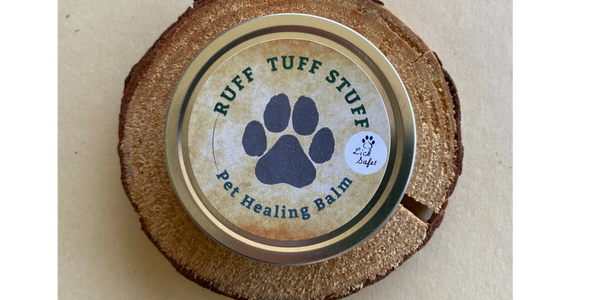 RUFF TUFF STUFF
Lick
Safe!
Pet Healing Balm